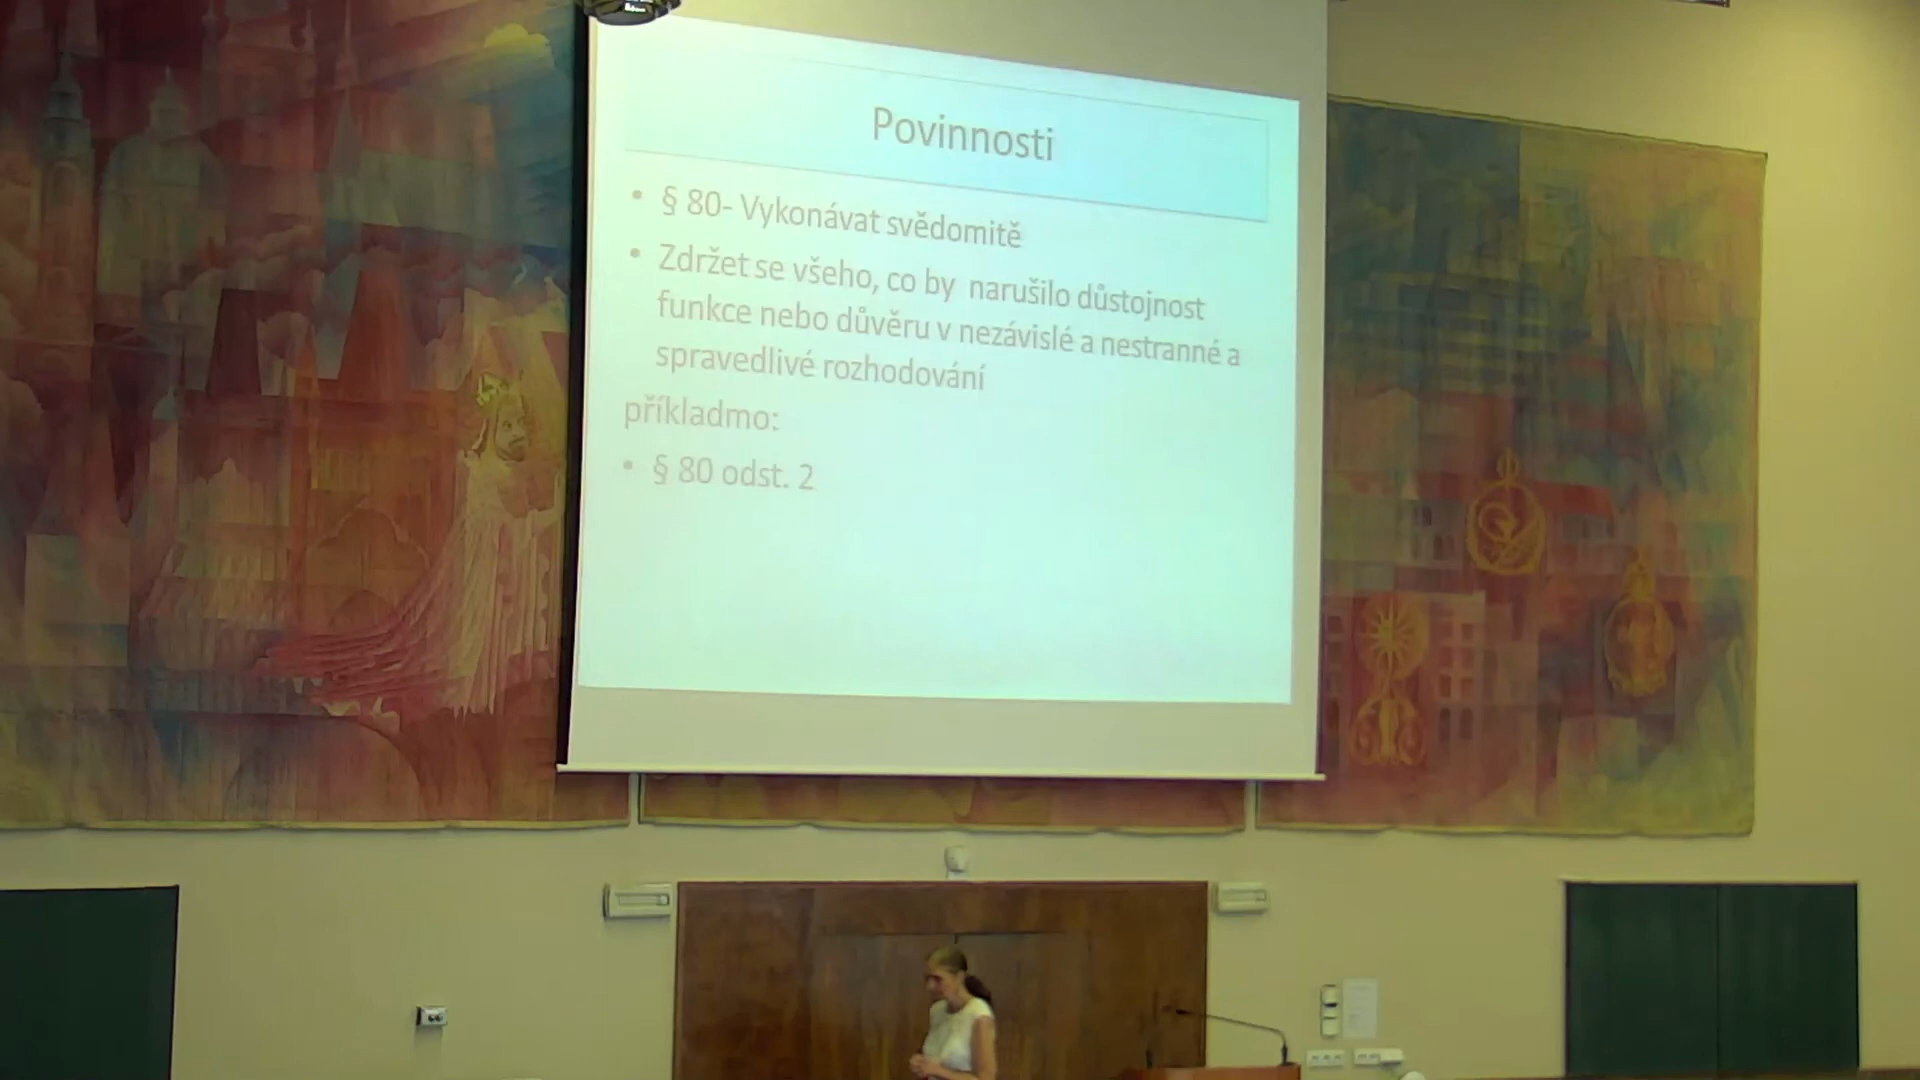 Povinnosti
• § 80- Vykonávat svědomitě
• Zdržet se všeho, co by narušilo důstojnost
funkce nebo důvěru v nezávislé a nestranné a
spravedlivé rozhodování
příkladmo:
• § 80 odst. 2